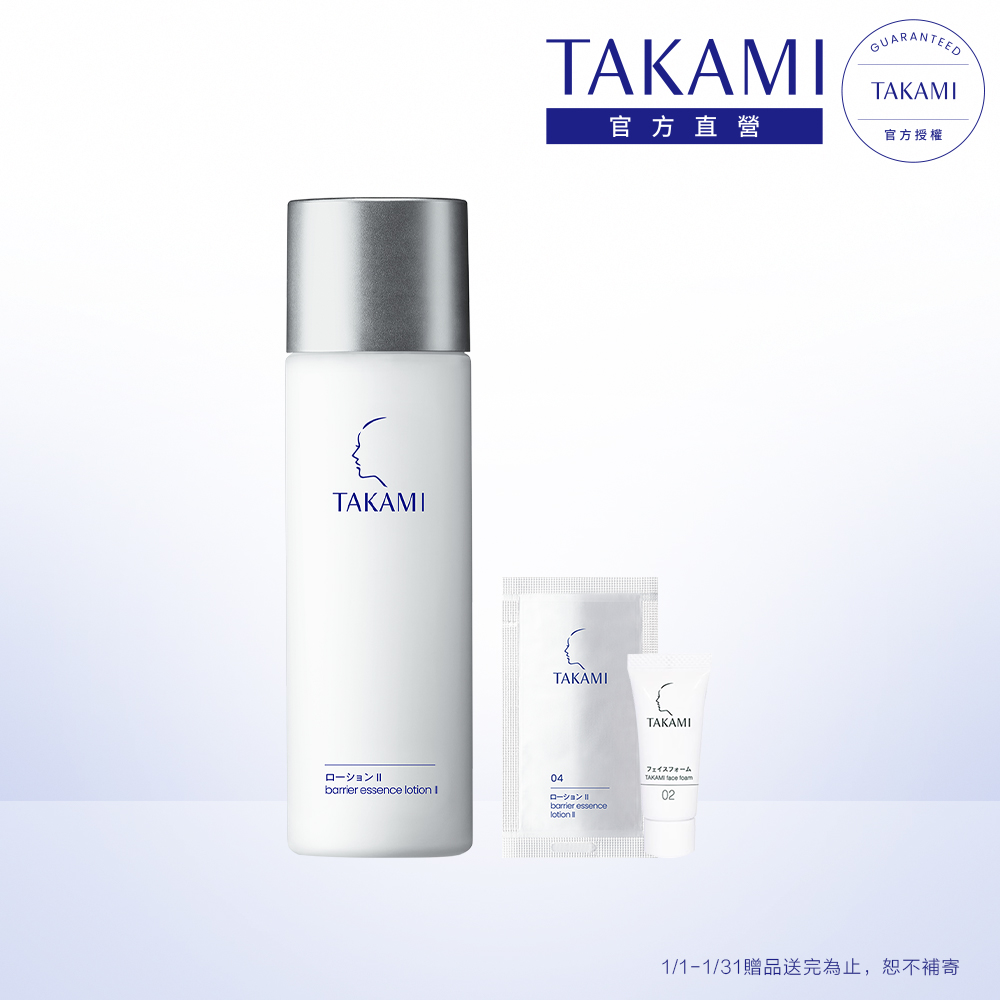 TAKAMI
官方直營
GUARANTEED
TAKAMI
官方授權
TAKAMI
ローション II
barrier essence lotion II
TAKAMI
04
ローション II
barrier essence
lotion II
TAKAMI
フェイスフォーム
TAKAMI face foam
02
1/1-1/31贈品送完為止，恕不補寄